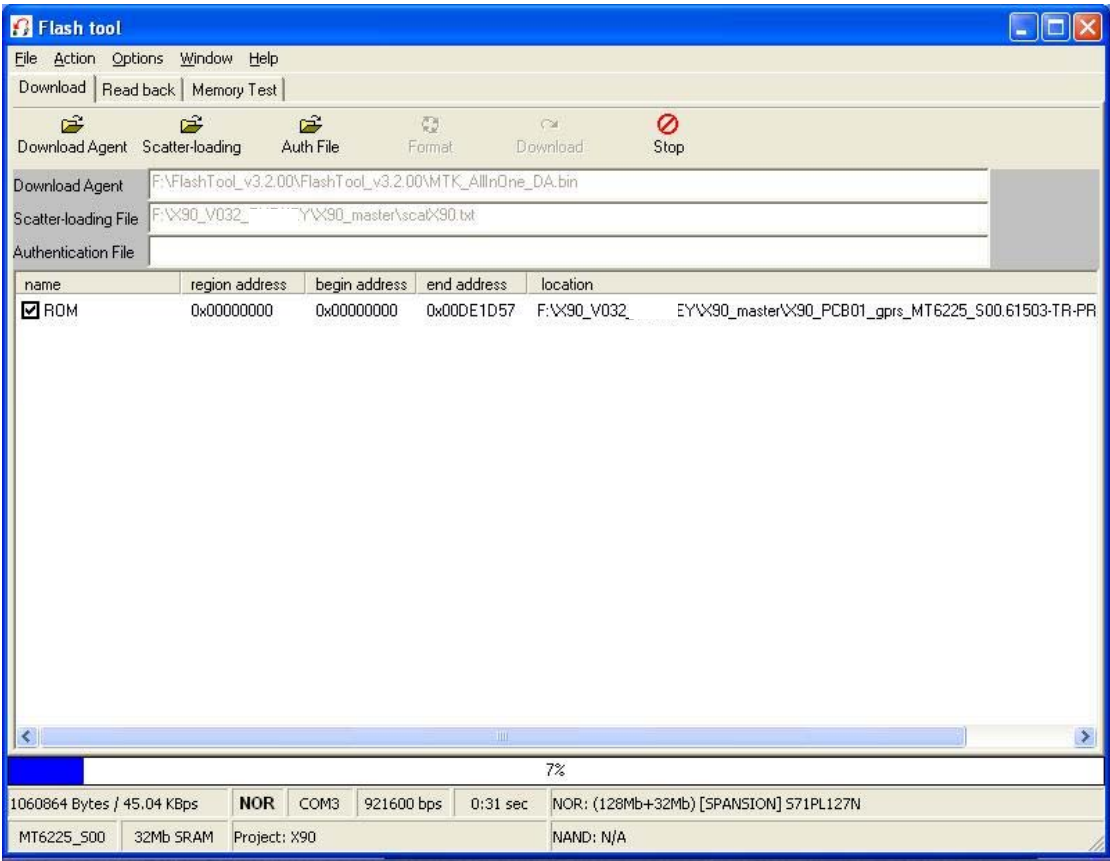 Flash tool
File Action Options Window Help
Download Read back Memory Test
Download Agent Scatter-loading Auth File Format Download Stop
Download Agent F:\FlashTool_v3.2.00\FlashTool_v3.2.00\MTK_AllInOne_DA.bin
Scatter-loading File F:\X90_V032_ Y\X90_master\scatX90.txt
Authentication File
name region address begin address end address location
ROM 0x00000000 0x00000000 0x00DE1D57 F:\X90_V032_ EY\X90_master\X90_PCB01_gprs_MT6225_S00.61503-TR-PR
7%
1060864 Bytes / 45.04 KBps NOR COM3 921600 bps 0:31 sec NOR: (128Mb+32Mb) [SPANSION] S71PL127N
MT6225_S00 32Mb SRAM Project: X90 NAND: N/A